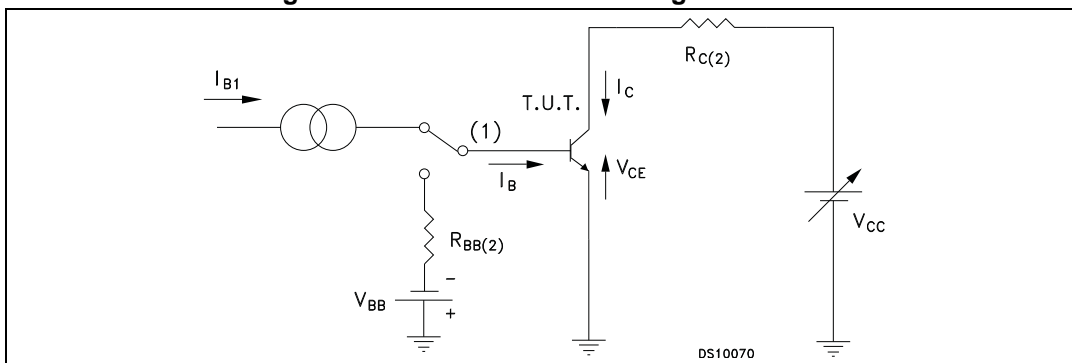 I_B1
T.U.T.
(1)
I_B
R_C(2)
I_C
V_CE
V_CC
R_BB(2)
V_BB
-
+
DS10070